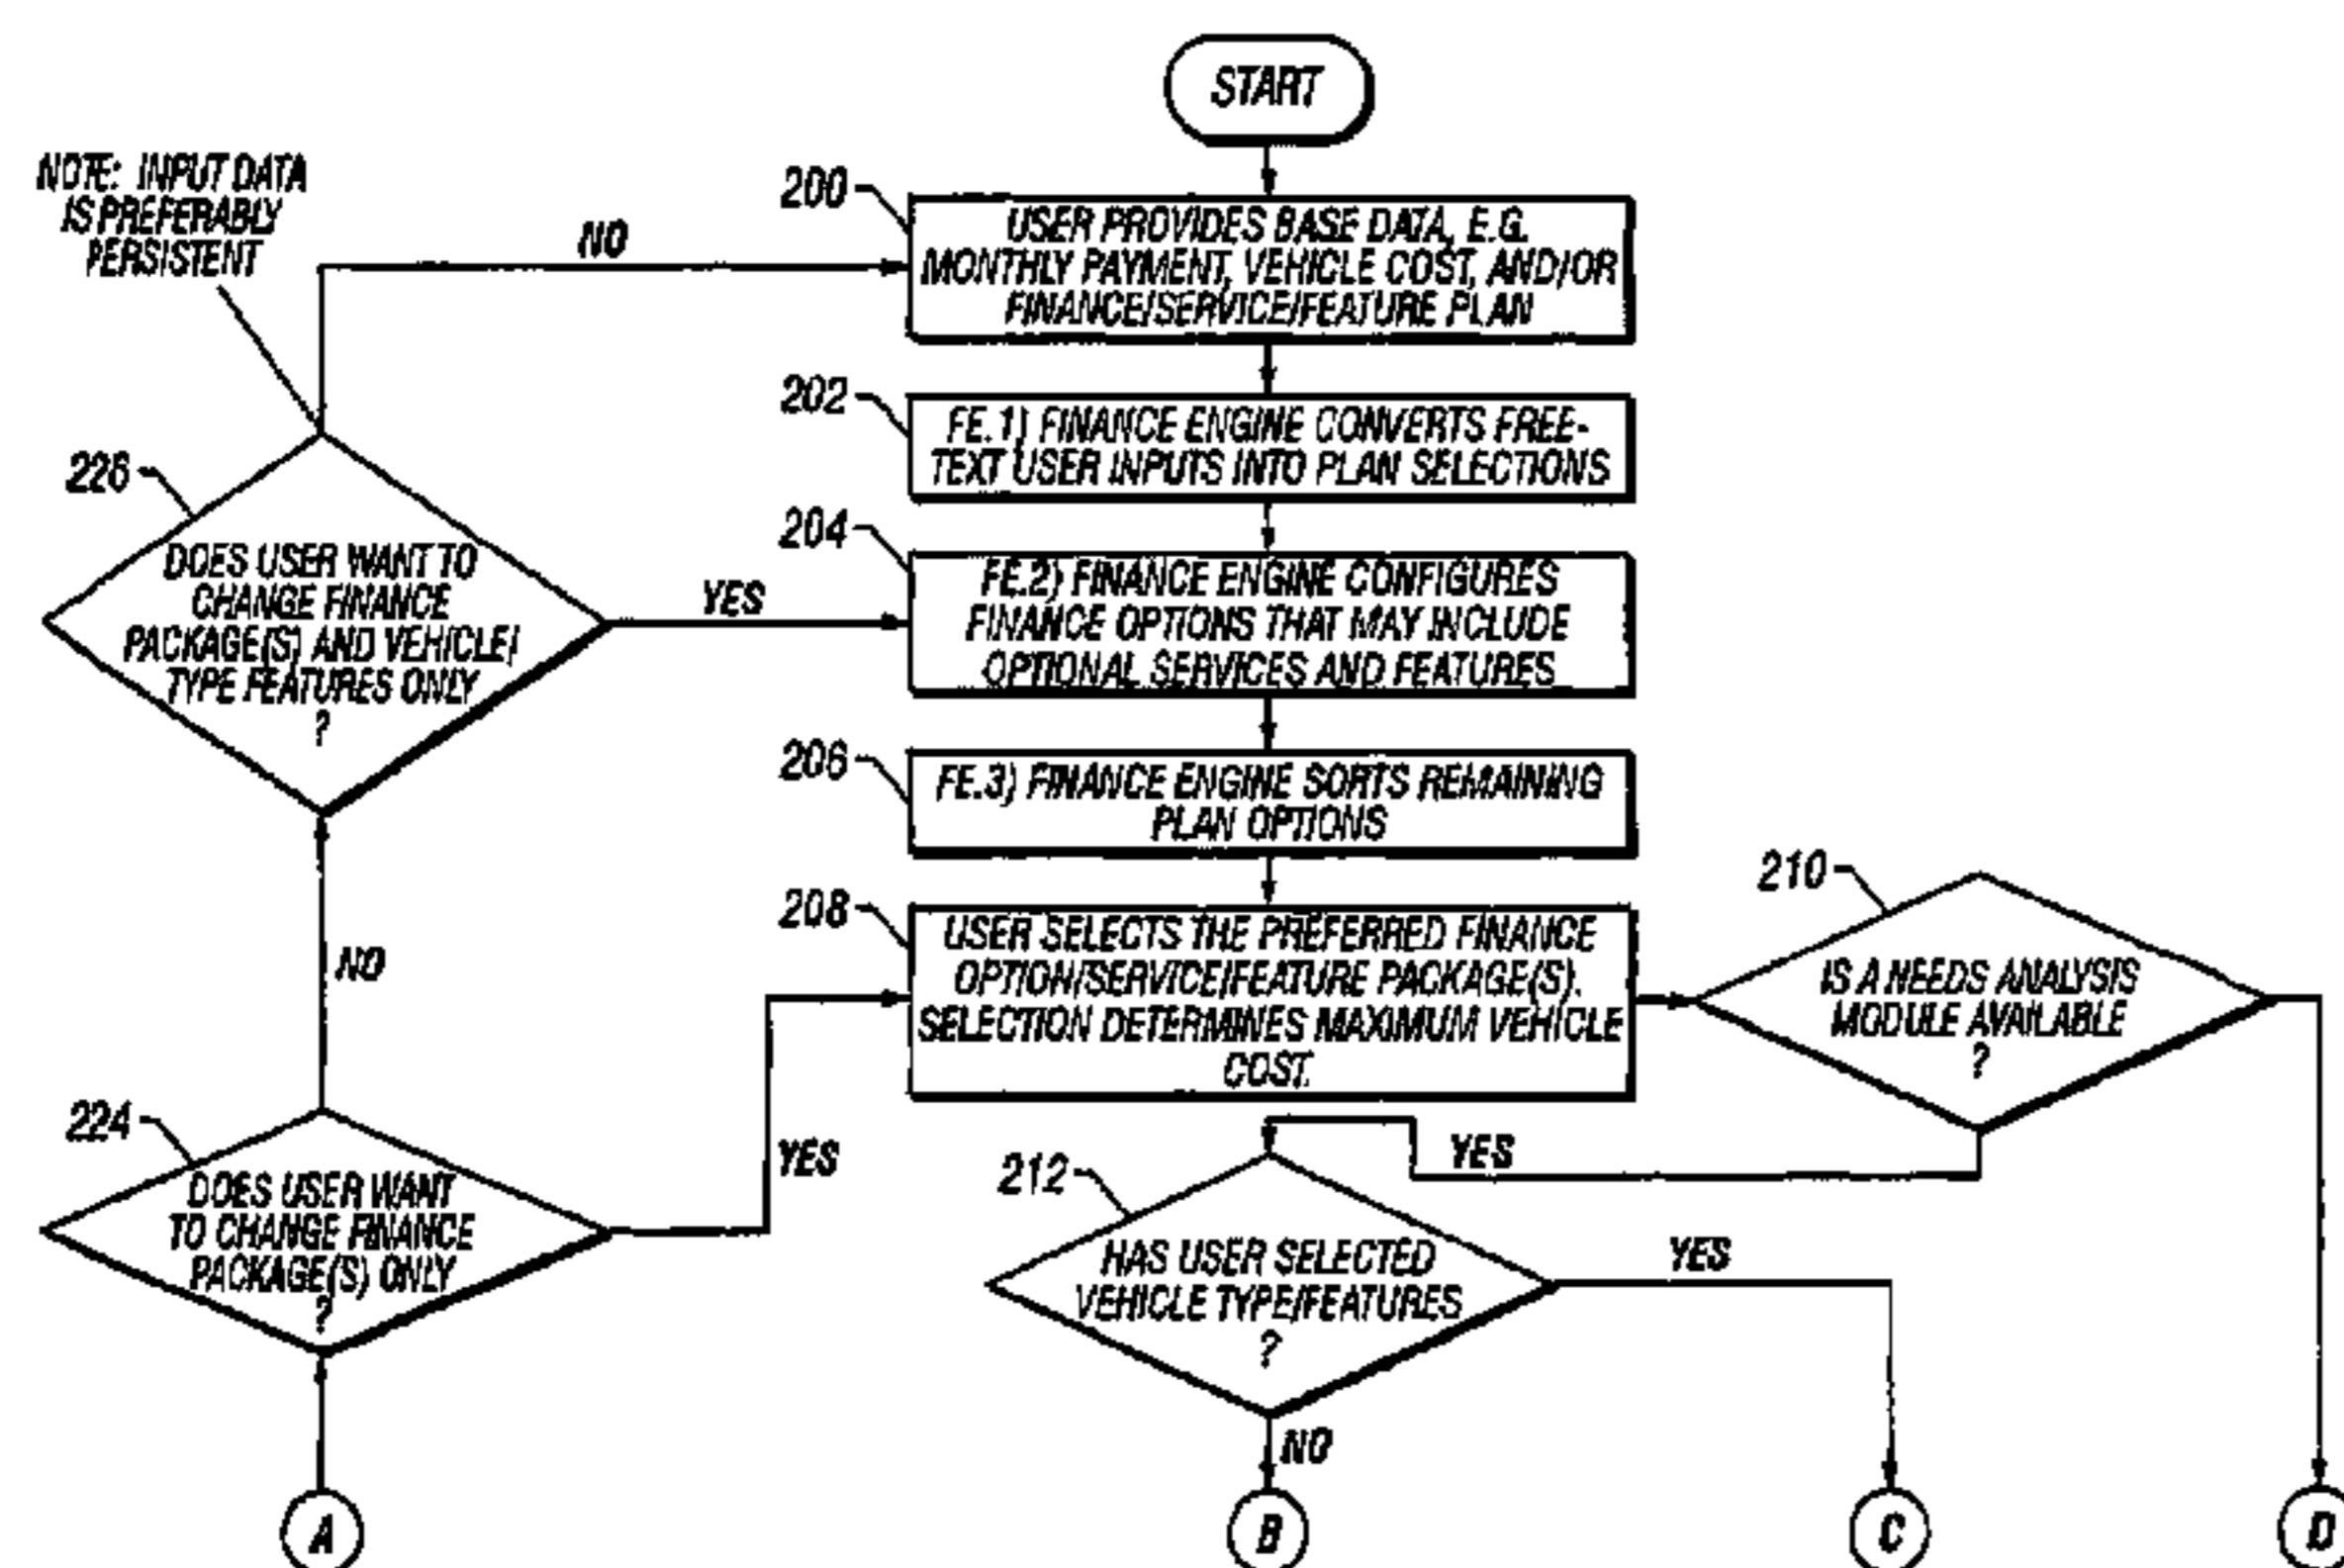 START
NOTE: INPUT DATA
IS PREFERABLY
PERSISTENT
NO
200
USER PROVIDES BASE DATA, E.G.
MONTHLY PAYMENT, VEHICLE COST, AND/OR
FINANCE/SERVICE/FEATURE PLAN
202
FE.1) FINANCE ENGINE CONVERTS FREE-
TEXT USER INPUTS INTO PLAN SELECTIONS
226
DOES USER WANT TO
CHANGE FINANCE
PACKAGE(S) AND VEHICLE/
TYPE FEATURES ONLY
?
YES
204
FE.2) FINANCE ENGINE CONFIGURES
FINANCE OPTIONS THAT MAY INCLUDE
OPTIONAL SERVICES AND FEATURES
206
FE.3) FINANCE ENGINE SORTS REMAINING
PLAN OPTIONS
NO
208
USER SELECTS THE PREFERRED FINANCE
OPTION/SERVICE/FEATURE PACKAGE(S).
SELECTION DETERMINES MAXIMUM VEHICLE
COST.
210
IS A NEEDS ANALYSIS
MODULE AVAILABLE
?
224
DOES USER WANT
TO CHANGE FINANCE
PACKAGE(S) ONLY
?
YES
YES
212
HAS USER SELECTED
VEHICLE TYPE/FEATURES
?
YES
NO
A
B
C
D